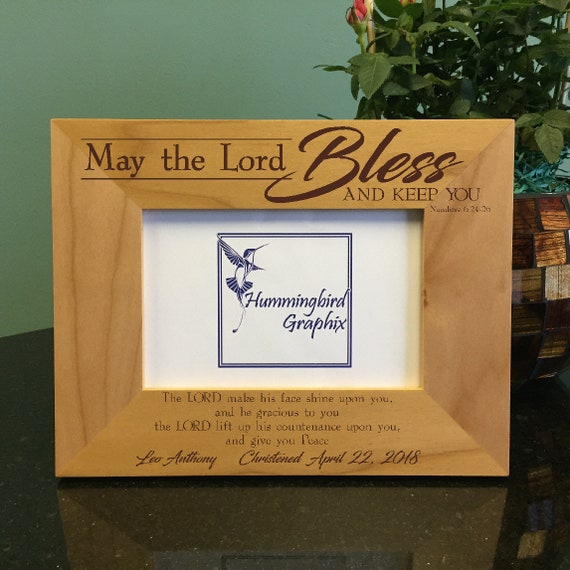 May the Lord Bless
AND KEEP YOU
Numbers 6:24-26
Hummingbird
Graphix
The LORD make his face shine upon you,
and be gracious to you
the LORD lift up his countenance upon you,
and give you Peace
Leo Anthony Christened April 22, 2018